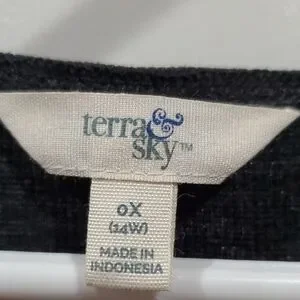 terra &
sky™
0X
(14W)
MADE IN
INDONESIA